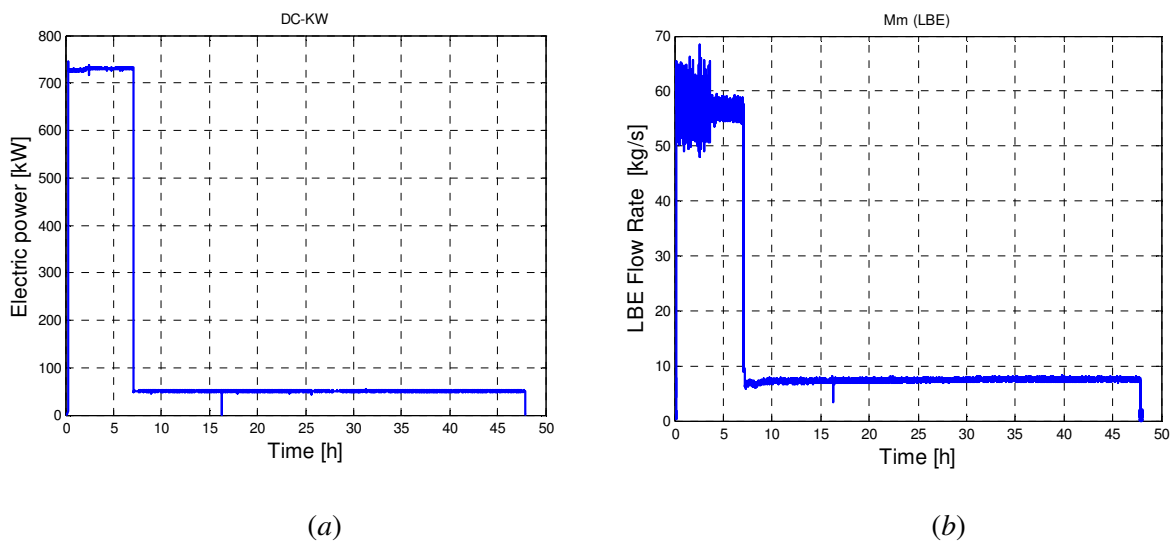 DC-KW
800
700
600
500
400
300
200
100
0
Electric power [kW]
0 5 10 15 20 25 30 35 40 45 50
Time [h]
(a)
Mm (LBE)
70
60
50
40
30
20
10
0
LBE Flow Rate [kg/s]
0 5 10 15 20 25 30 35 40 45 50
Time [h]
(b)